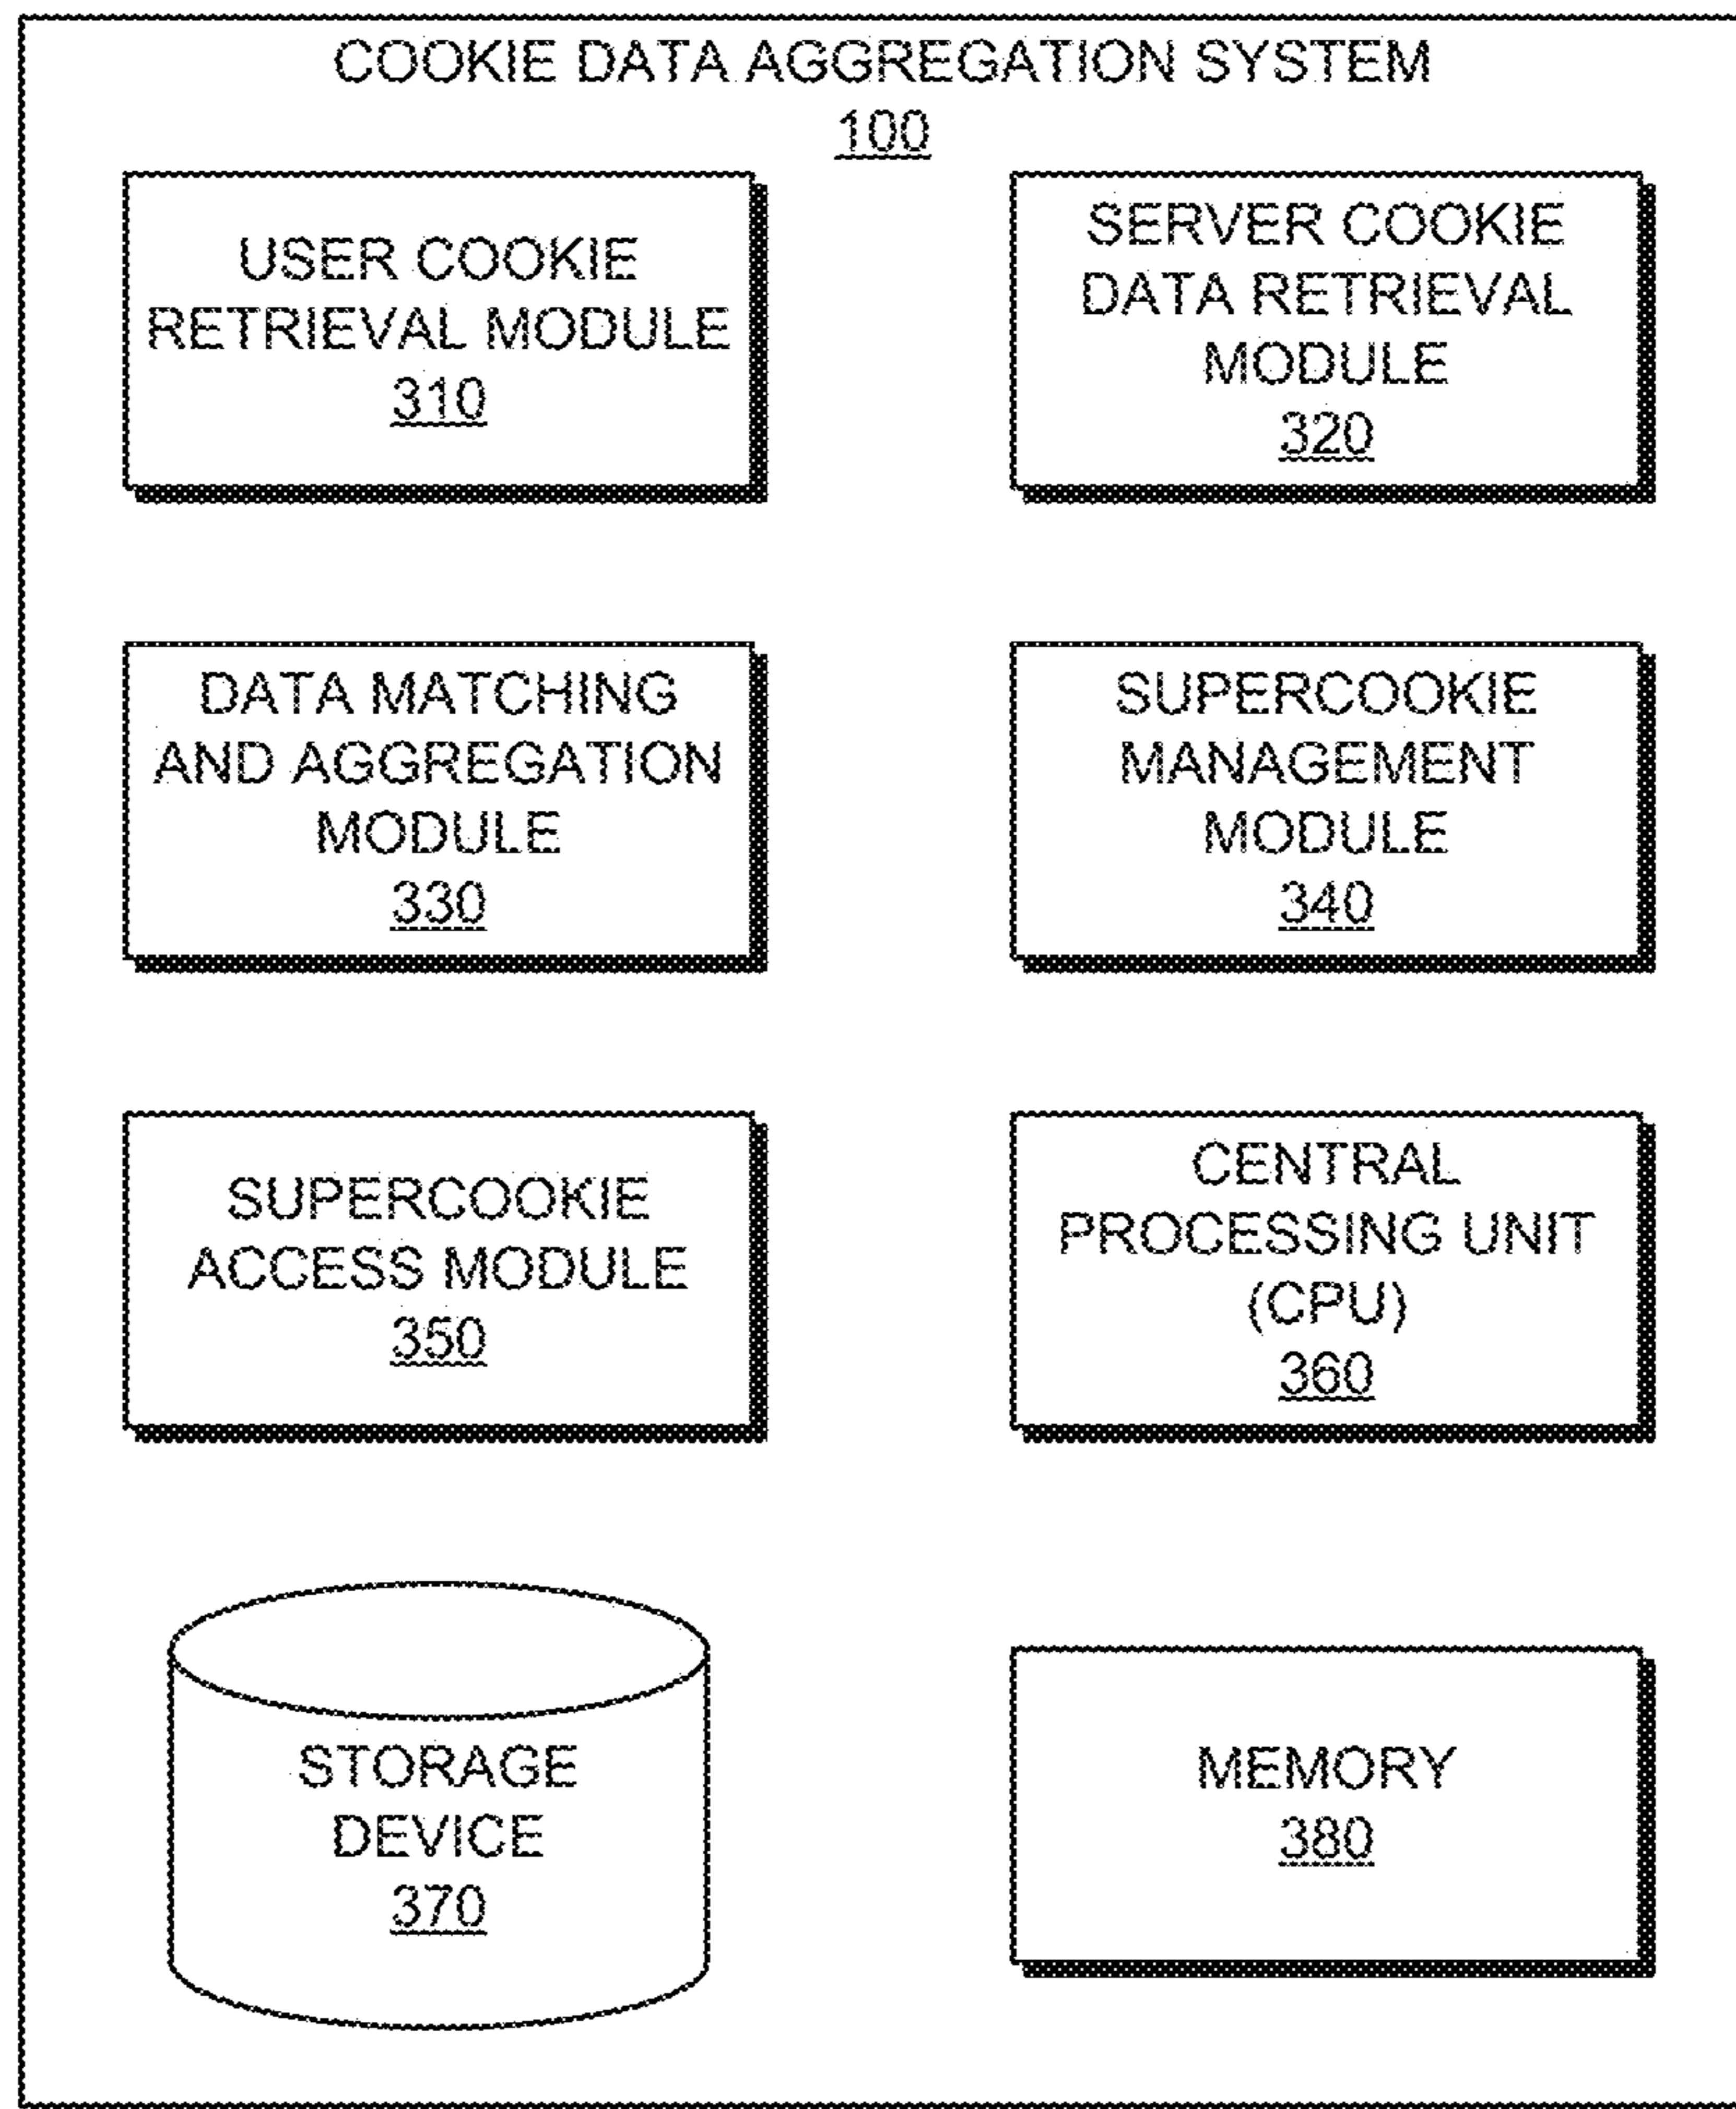 COOKIE DATA AGGREGATION SYSTEM
100
USER COOKIE
RETRIEVAL MODULE
310
SERVER COOKIE
DATA RETRIEVAL
MODULE
320
DATA MATCHING
AND AGGREGATION
MODULE
330
SUPERCOOKIE
MANAGEMENT
MODULE
340
SUPERCOOKIE
ACCESS MODULE
350
CENTRAL
PROCESSING UNIT
(CPU)
360
STORAGE
DEVICE
370
MEMORY
380